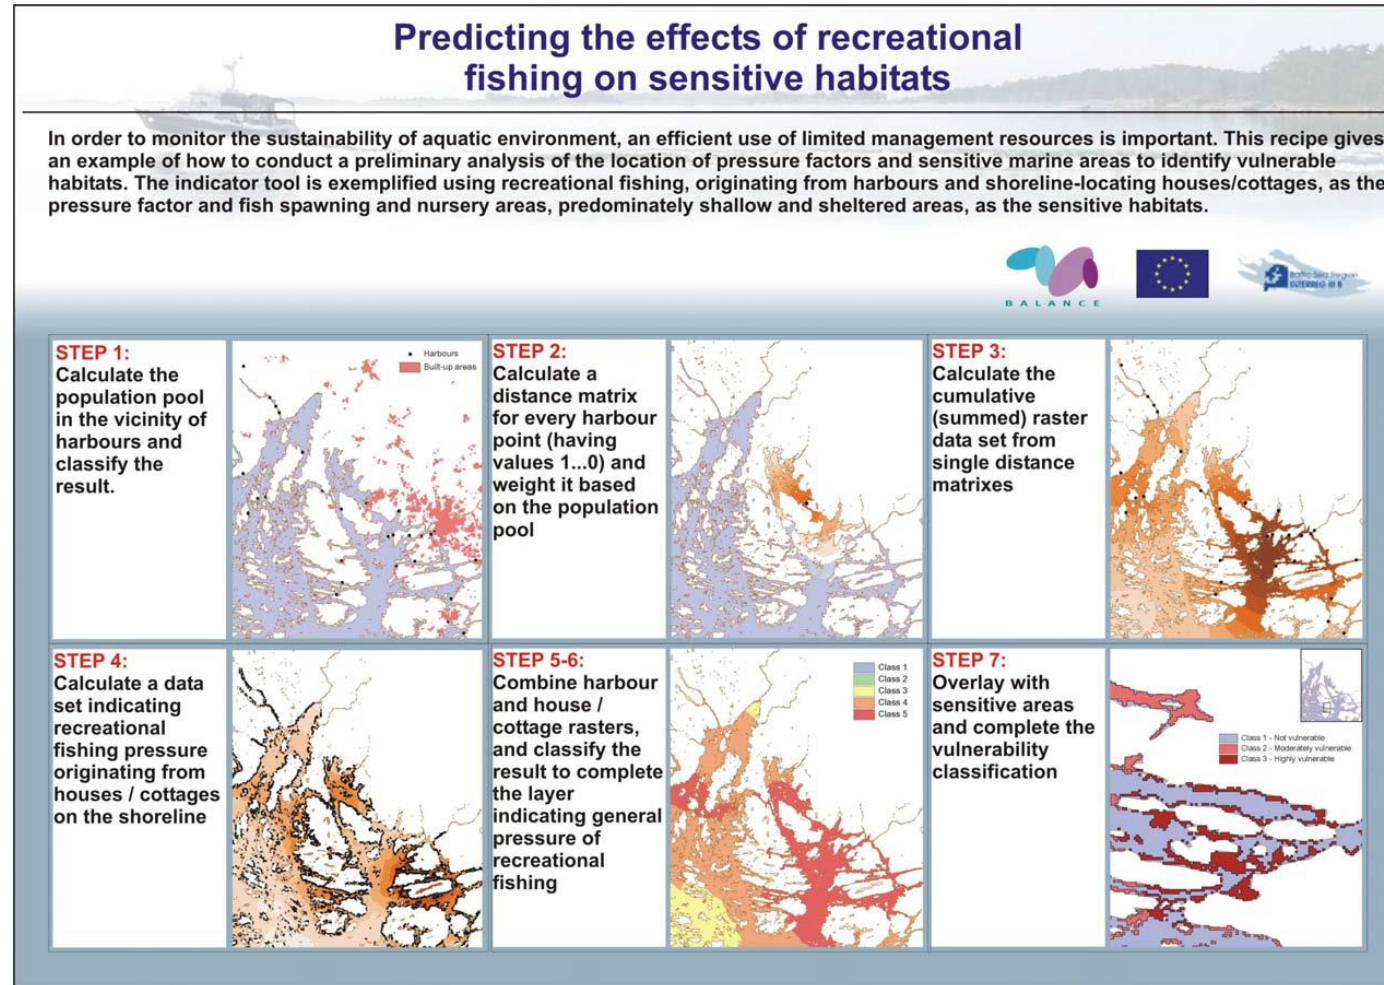 Predicting the effects of recreational
fishing on sensitive habitats
In order to monitor the sustainability of aquatic environment, an efficient use of limited management resources is important. This recipe gives
an example of how to conduct a preliminary analysis of the location of pressure factors and sensitive marine areas to identify vulnerable
habitats. The indicator tool is exemplified using recreational fishing, originating from harbours and shoreline-locating houses/cottages, as the
pressure factor and fish spawning and nursery areas, predominately shallow and sheltered areas, as the sensitive habitats.
BALANCE
Baltic Sea Region
INTERREG III B
STEP 1:
Calculate the
population pool
in the vicinity of
harbours and
classify the
result.
Harbours
Built-up areas
STEP 2:
Calculate a
distance matrix
for every harbour
point (having
values 1...0) and
weight it based
on the population
pool
STEP 3:
Calculate the
cumulative
(summed) raster
data set from
single distance
matrixes
STEP 4:
Calculate a data
set indicating
recreational
fishing pressure
originating from
houses / cottages
on the shoreline
STEP 5-6:
Combine harbour
and house /
cottage rasters,
and classify the
result to complete
the layer
indicating general
pressure of
recreational
fishing
Class 1
Class 2
Class 3
Class 4
Class 5
STEP 7:
Overlay with
sensitive areas
and complete the
vulnerability
classification
Class 1 - Not vulnerable
Class 2 - Moderately vulnerable
Class 3 - Highly vulnerable